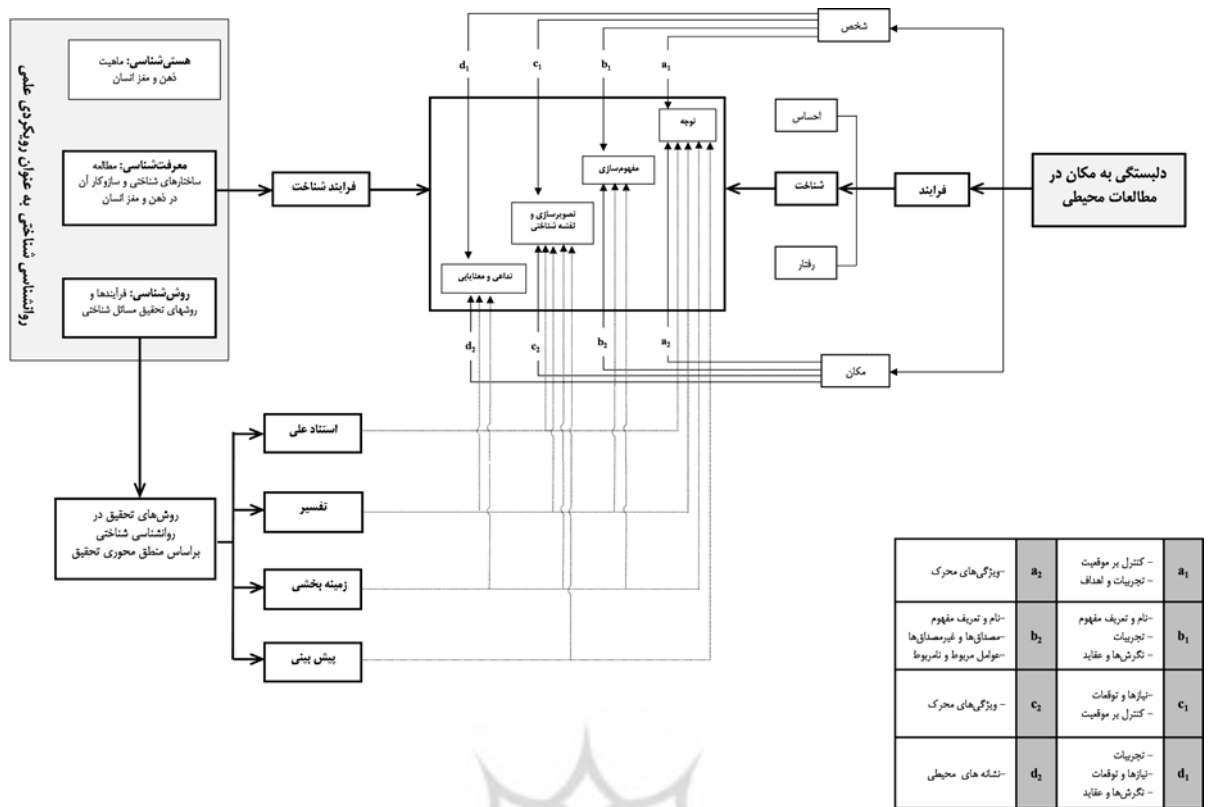 شخص
روانشناسی شناختی به عنوان رویکردی علمی
هستی‌شناسی: ماهیت
ذهن و مغز انسان
معرفت‌شناسی: مطالعه
ساختارهای شناختی و سازوکار آن
در ذهن و مغز انسان
روش‌شناسی: فرآیندها و
روشهای تحقیق مسائل شناختی
فرایند شناخت
d1
c1
b1
a1
توجه
مفهوم‌سازی
تصویرسازی و
نقشه شناختی
تداعی و معنایابی
احساس
شناخت
رفتار
فرایند
دلبستگی به مکان در
مطالعات محیطی
d2
c2
b2
a2
مکان
روش‌های تحقیق در
روانشناسی شناختی
براساس منطق محوری تحقیق
استناد علی
تفسیر
زمینه بخشی
پیش بینی
a1
- کنترل بر موقعیت
- تجربیات و اهداف
a2
-ویژگی‌های محرک
b1
-نام و تعریف مفهوم
- تجربیات
- نگرش‌ها و عقاید
b2
-نام و تعریف مفهوم
-مصداق‌ها و غیرمصداق‌ها
-عوامل مربوط و نامربوط
c1
-نیازها و توقعات
- کنترل بر موقعیت
c2
- ویژگی‌های محرک
d1
- تجربیات
-نیازها و توقعات
- نگرش‌ها و عقاید
d2
-نشانه های محیطی